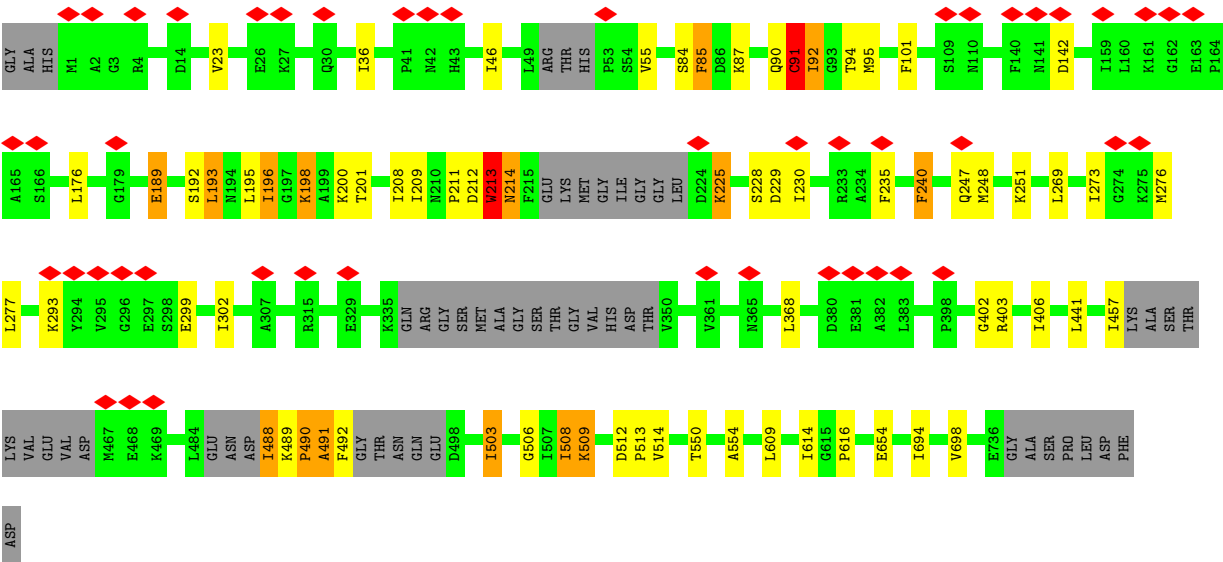 GLY ALA HIS M1 A2 G3 R4 D14 V23 E26 K27 Q30 I36 P41 N42 H43 I46 L49 ARG THR HIS P53 S54 V55 S84 F85 D86 K87 Q90 C91 I92 G93 T94 M95 F101 S109 N110 F140 N141 D142 I159 L160 K161 G162 E163 P164
A165 S166 L176 G179 E189 S192 L193 N194 L195 I196 G197 K198 A199 K200 T201 I208 I209 N210 P211 D212 W213 N214 F215 GLU LYS MET GLY ILE GLY GLY LEU D224 K225 S228 D229 I230 R233 A234 F235 F240 Q247 M248 K251 L269 I273 G274 K275 M276
L277 K293 Y294 V295 G296 E297 S298 E299 I302 A307 R315 E329 K335 GLN ARG GLY SER MET ALA GLY SER THR GLY VAL HIS ASP THR V350 V361 N365 L368 D380 E381 A382 L383 P398 G402 R403 I406 L441 I457 LYS ALA SER THR
LYS VAL GLU VAL ASP M467 E468 K469 L484 GLU ASN ASP I488 K489 P490 A491 F492 GLY THR ASN GLN GLU D498 I503 G506 I507 I508 K509 D512 P513 V514 T550 A554 L609 I614 G615 P616 E654 I694 V698 E736 GLY ALA SER PRO LEU ASP PHE
ASP